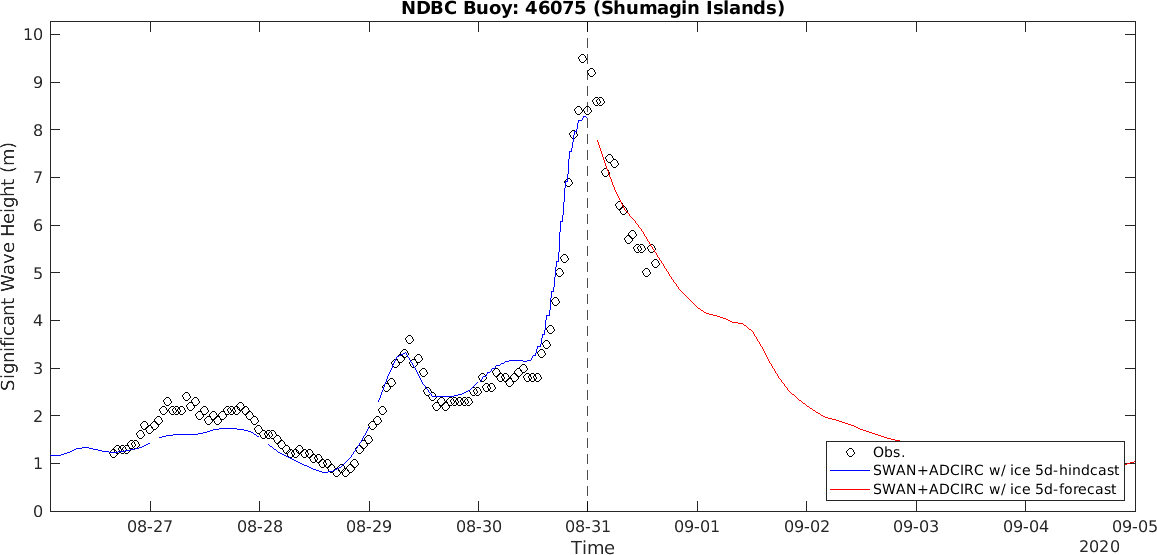 NDBC Buoy: 46075 (Shumagin Islands)
10
9
8
7
6
5
4
3
2
1
0
Significant Wave Height (m)
Obs.
SWAN+ADCIRC w/ ice 5d-hindcast
SWAN+ADCIRC w/ ice 5d-forecast
08-27 08-28 08-29 08-30 08-31 09-01 09-02 09-03 09-04 09-05
Time
2020